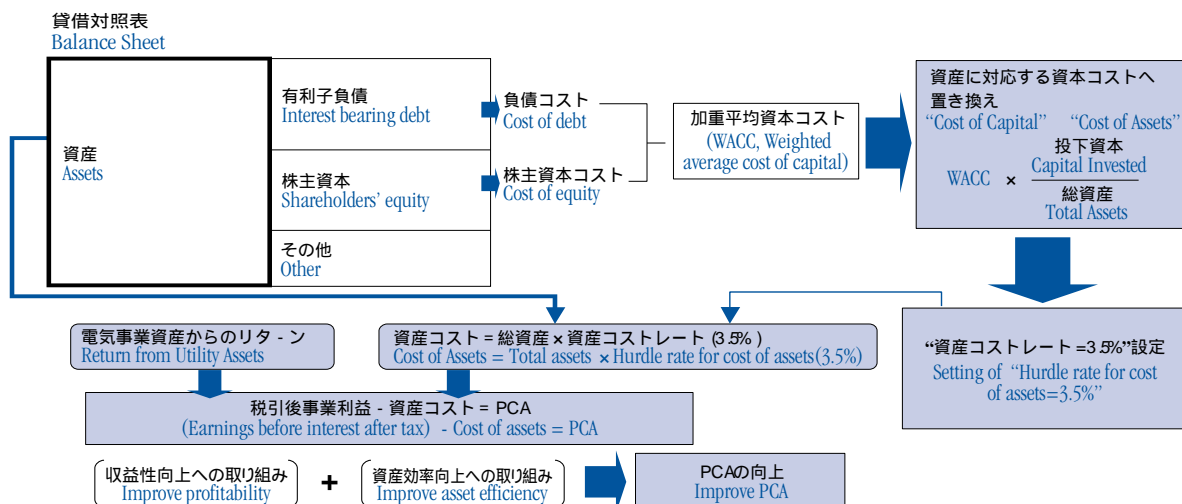 貸借対照表
Balance Sheet
資産
Assets
有利子負債
Interest bearing debt
株主資本
Shareholders’ equity
その他
Other
負債コスト
Cost of debt
株主資本コスト
Cost of equity
加重平均資本コスト
(WACC, Weighted
average cost of capital)
資産に対応する資本コストへ
置き換え
“Cost of Capital” “Cost of Assets”
投下資本
Capital Invested
WACC ×
総資産
Total Assets
電気事業資産からのリタ - ン
Return from Utility Assets
資産コスト = 総資産 × 資産コストレート (3.5% )
Cost of Assets = Total assets × Hurdle rate for cost of assets(3.5%)
“資産コストレート =3.5%”設定
Setting of “Hurdle rate for cost
of assets=3.5%”
税引後事業利益 - 資産コスト = PCA
(Earnings before interest after tax) - Cost of assets = PCA
収益性向上への取り組み
Improve profitability
+
資産効率向上への取り組み
Improve asset efficiency
PCAの向上
Improve PCA